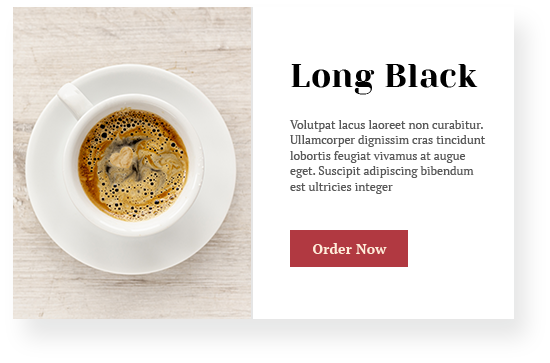 Long Black
Volutpat lacus laoreet non curabitur.
Ullamcorper dignissim cras tincidunt
lobortis feugiat vivamus at augue
eget. Suscipit adipiscing bibendum
est ultricies integer
Order Now